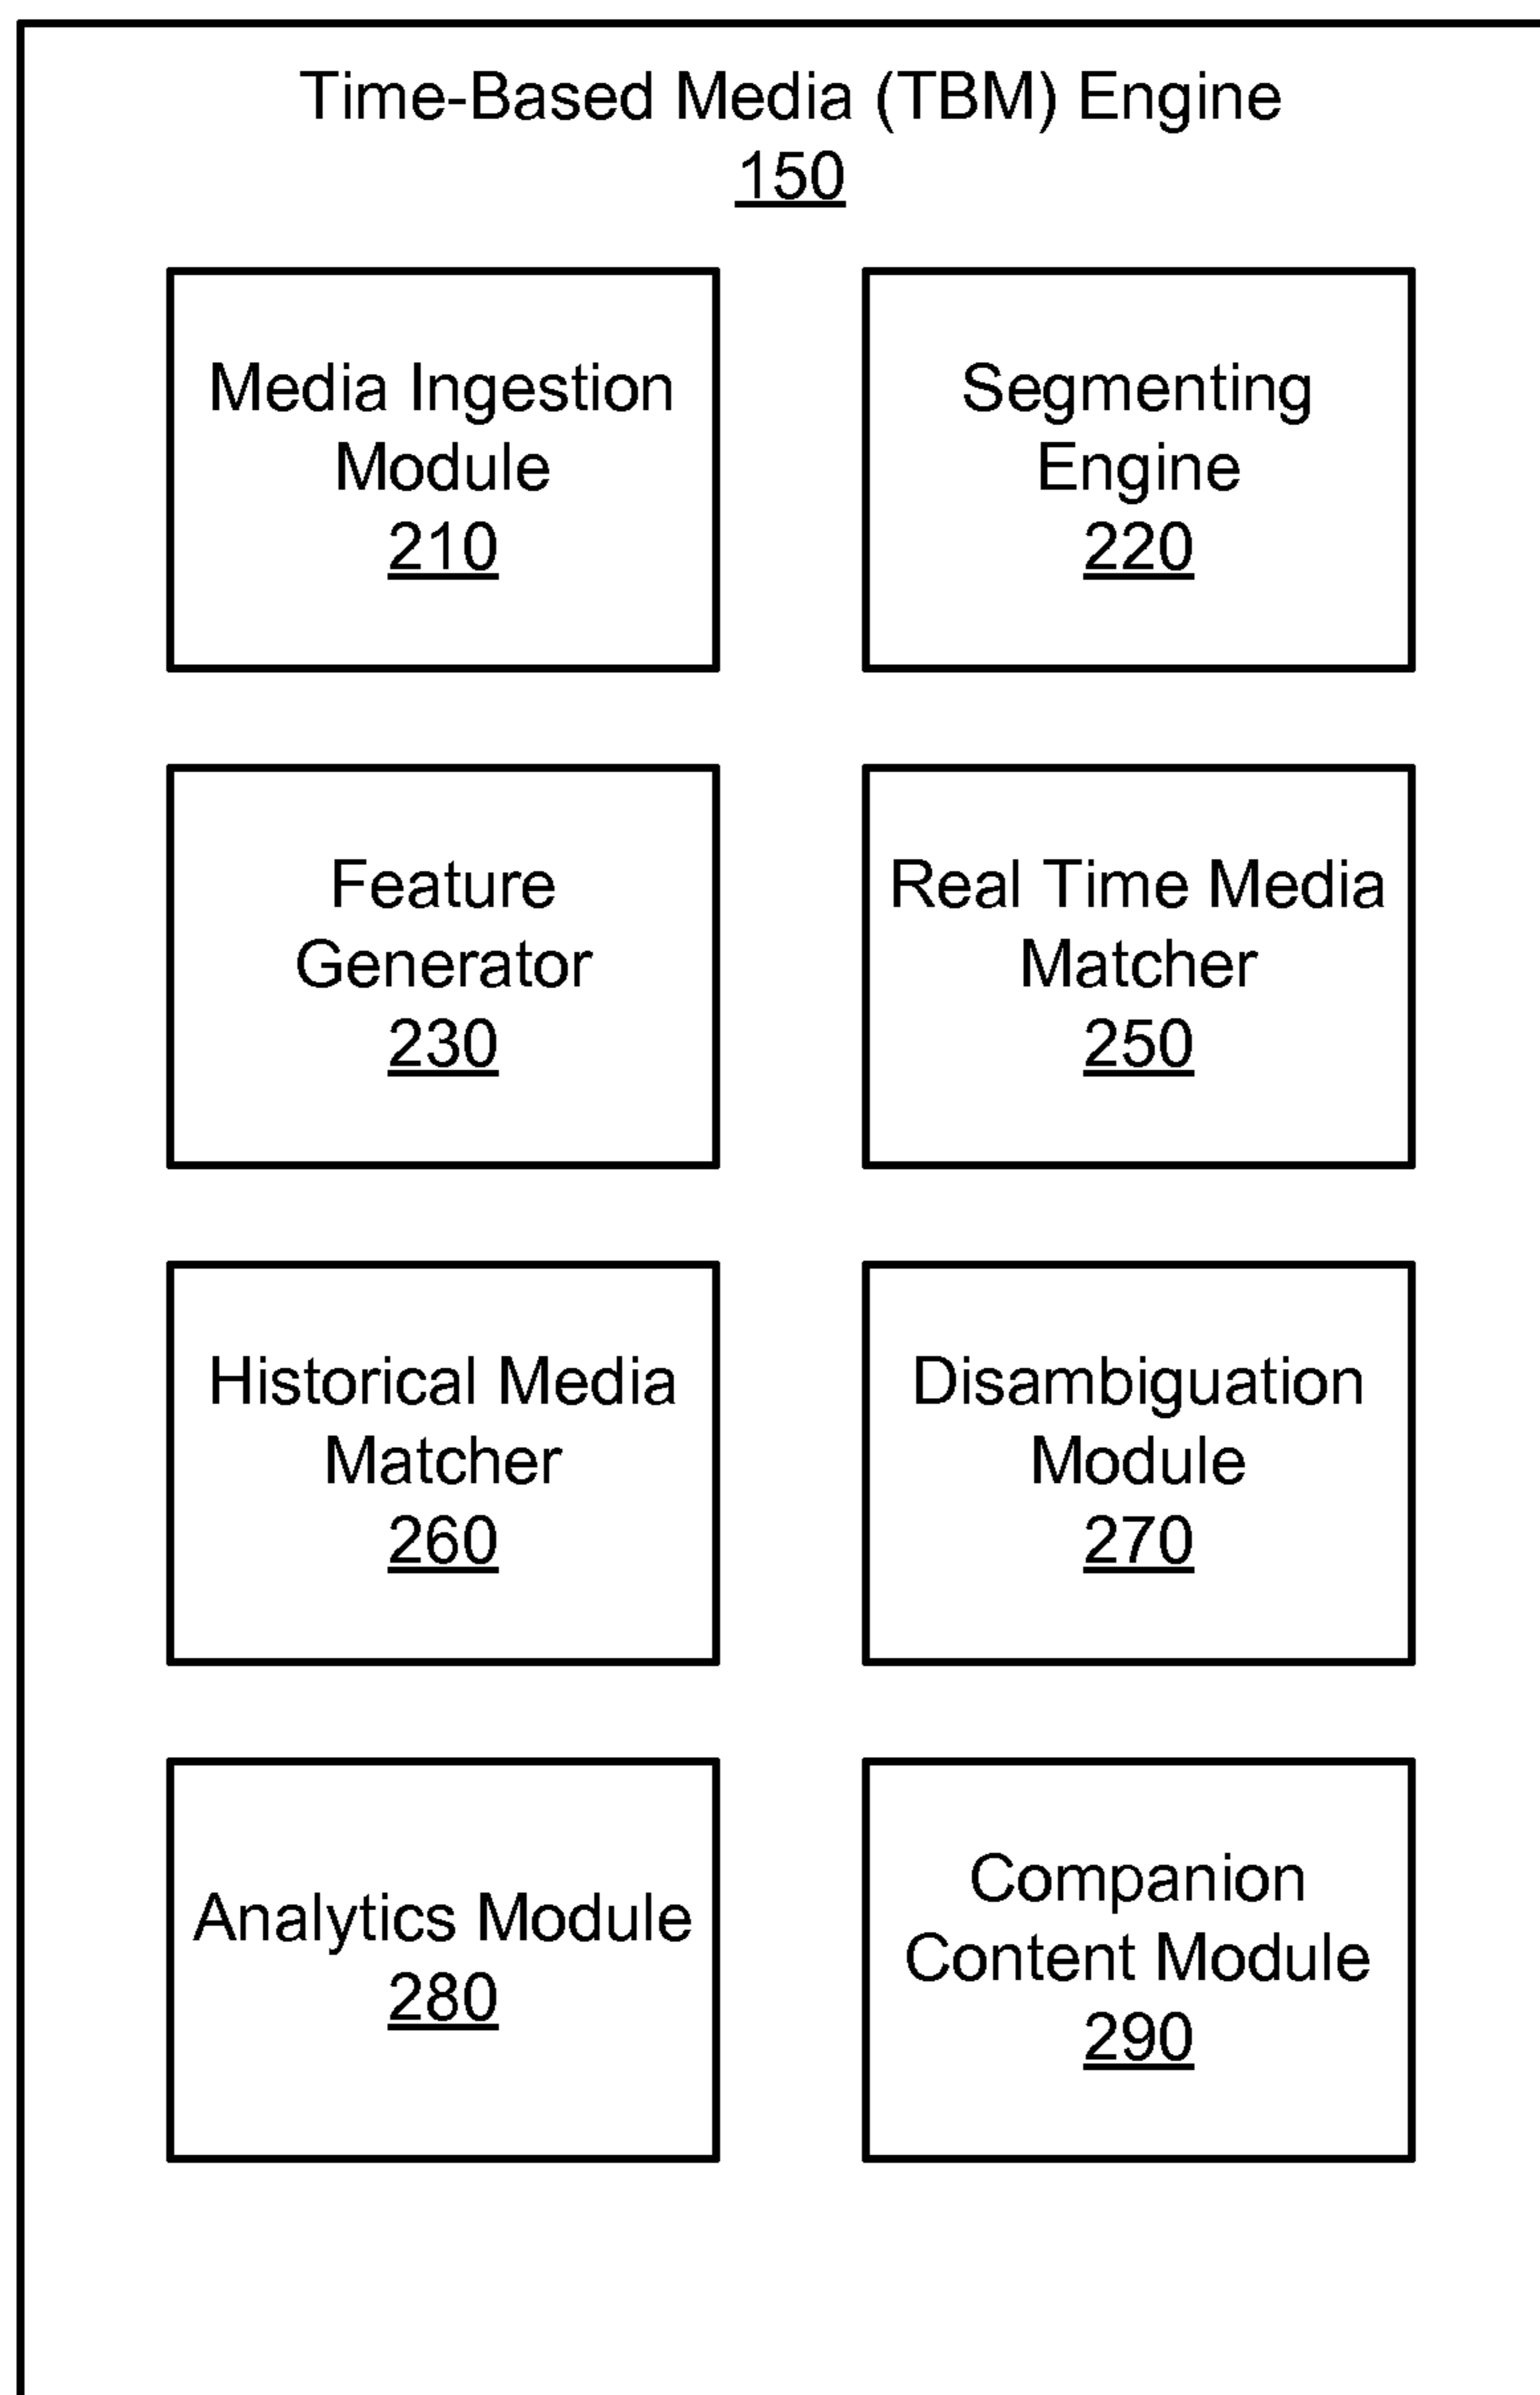 Time-Based Media (TBM) Engine
150
Media Ingestion
Module
210
Segmenting
Engine
220
Feature
Generator
230
Real Time Media
Matcher
250
Historical Media
Matcher
260
Disambiguation
Module
270
Analytics Module
280
Companion
Content Module
290